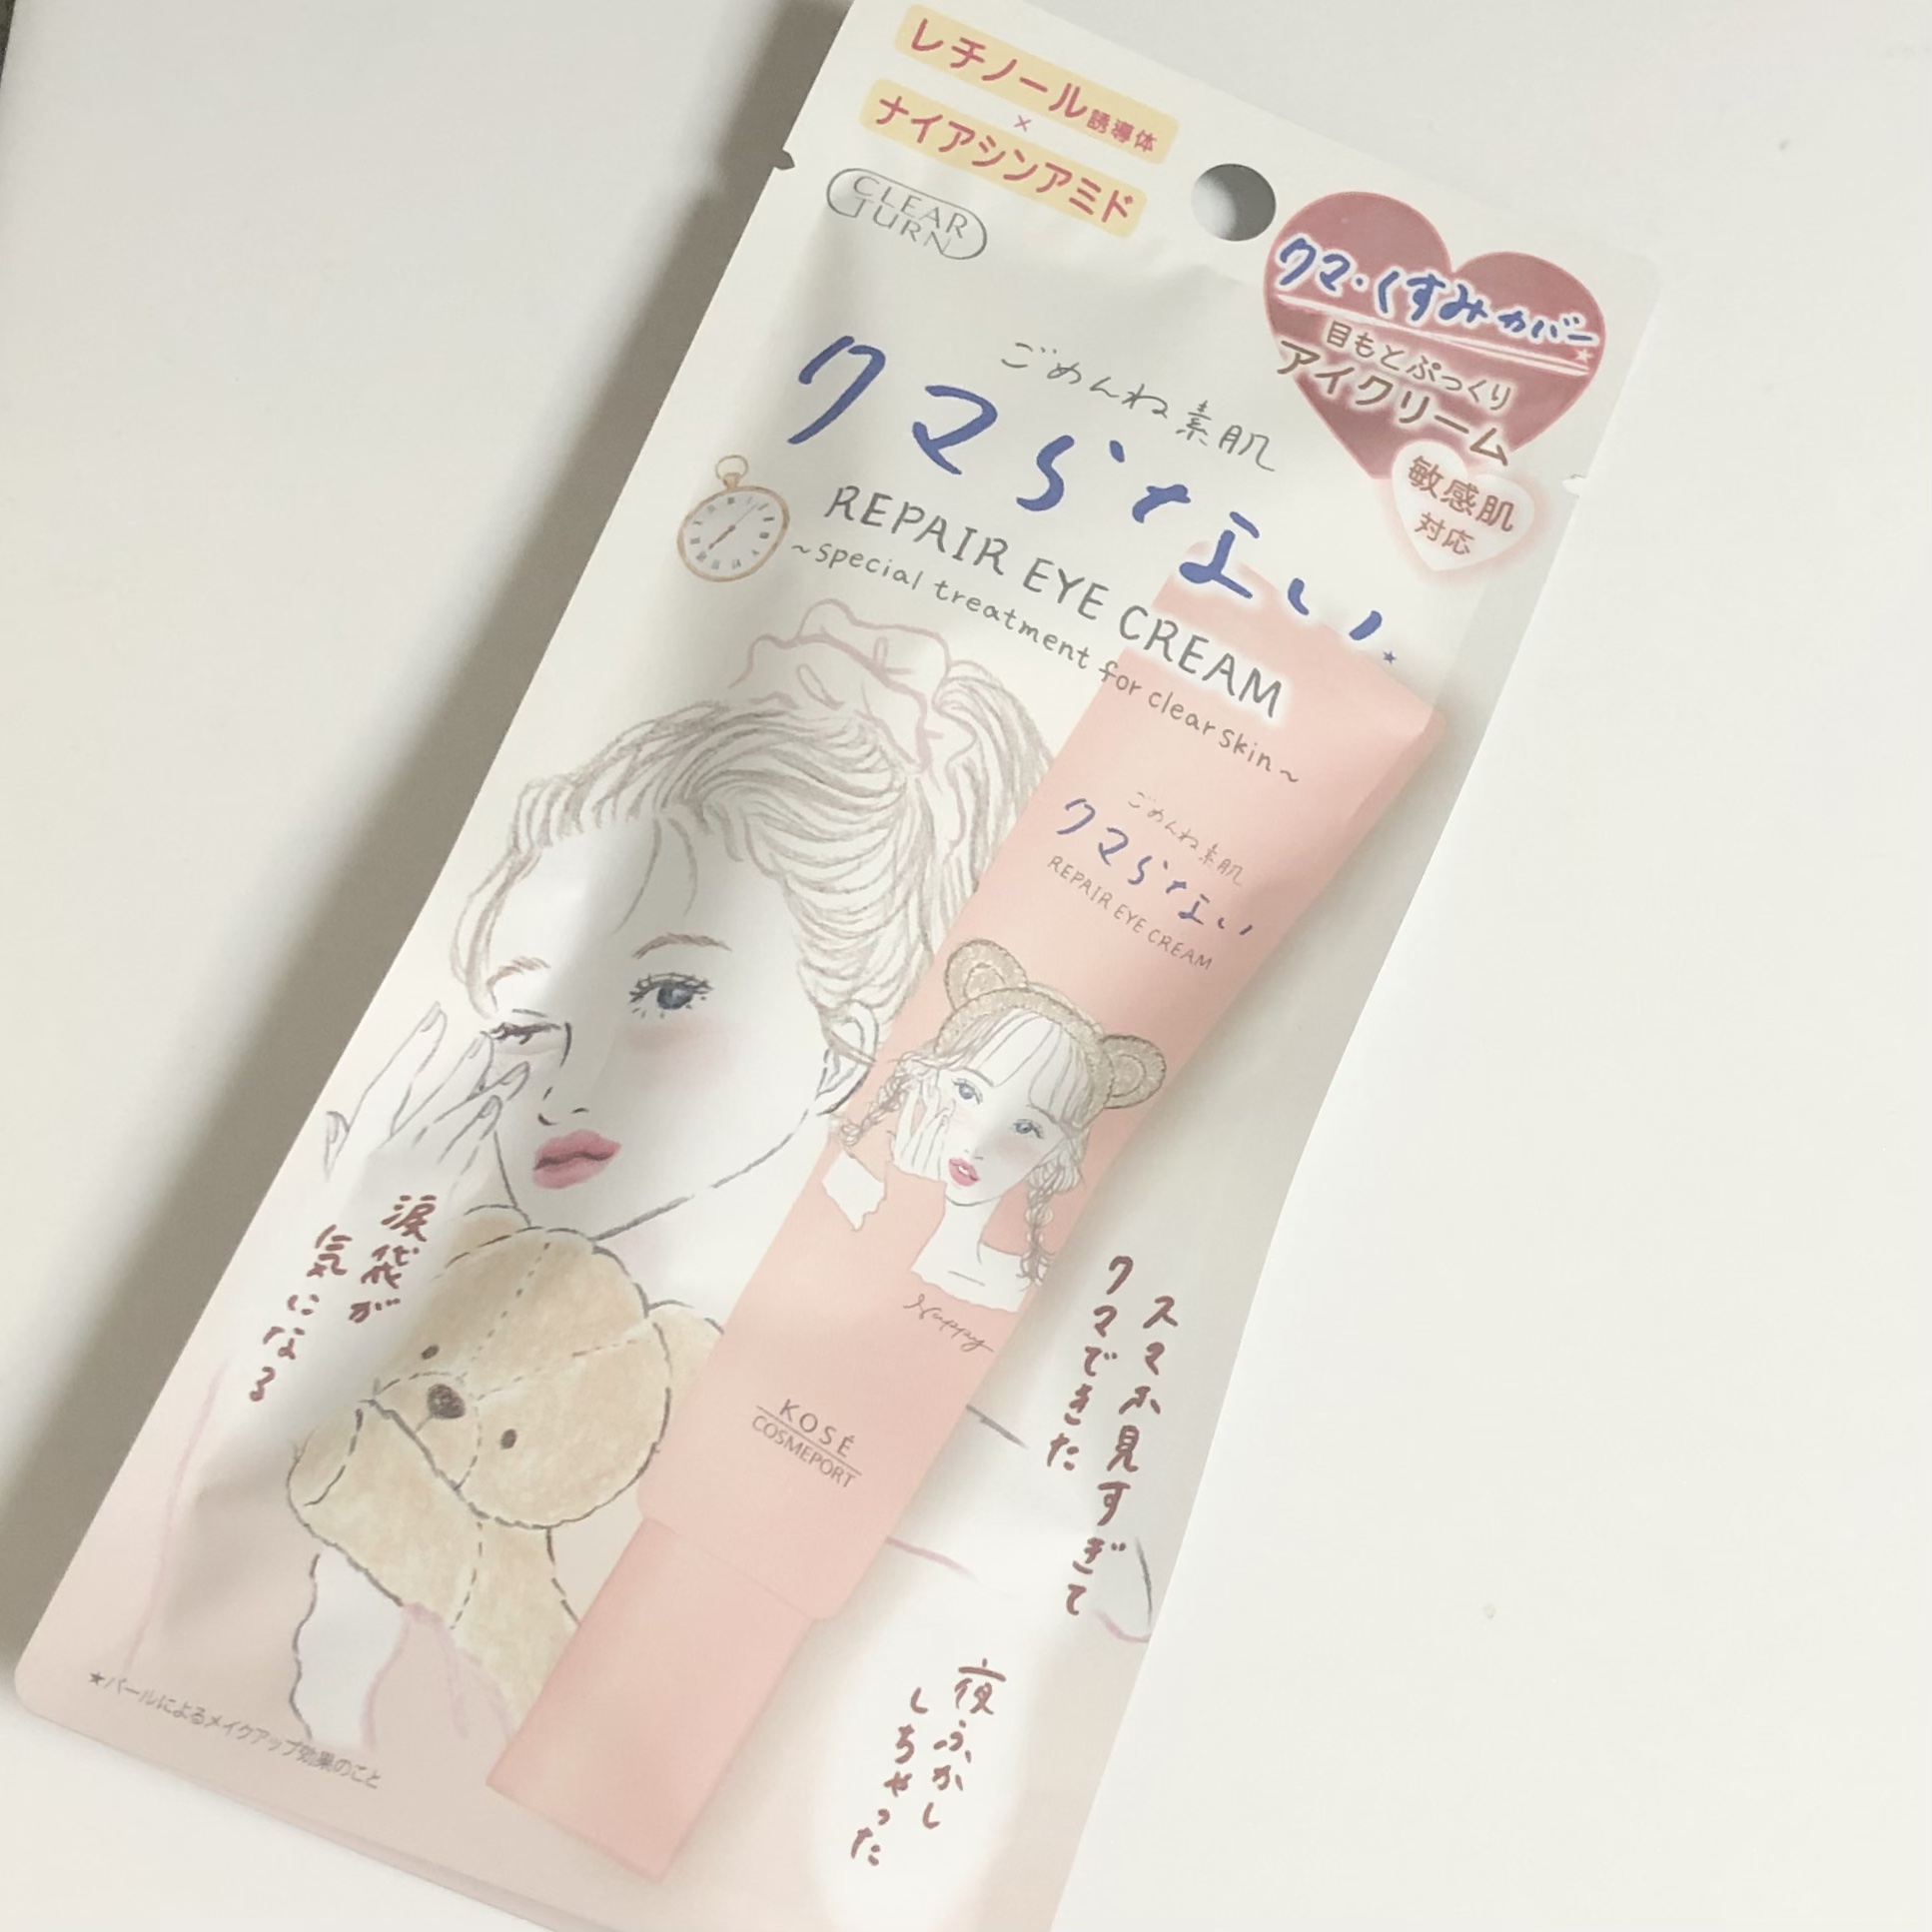 レチノール誘導体
×
ナイアシンアミド
CLEAR
TURN
クマ・くすみカバー★
目もとぷっくり
アイクリーム
敏感肌
対応
ごめんね素肌
クマらない
REPAIR EYE CREAM
~special treatment for clear skin~
ごめんね素肌
クマらない
REPAIR EYE CREAM
Happy
KOSÉ
COSMEPORT
涙袋が
気になる
スマホ見すぎて
クマできた
夜ふかし
しちゃった
★パールによるメイクアップ効果のこと